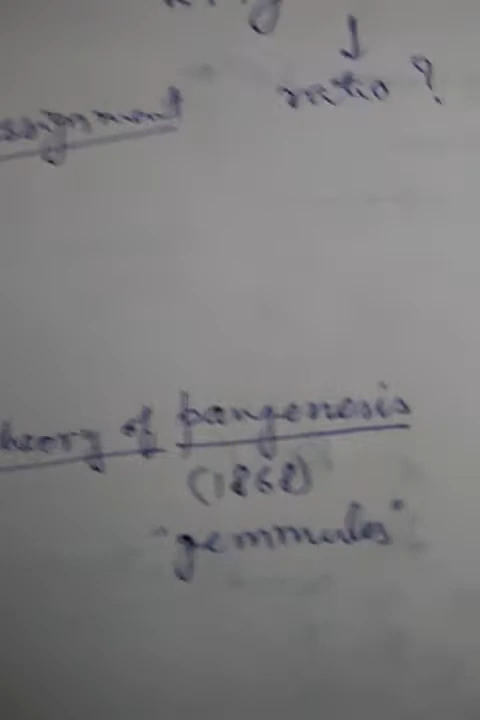 ratio ?
assignment
heory of pangenesis
(1868)
"gemmules"